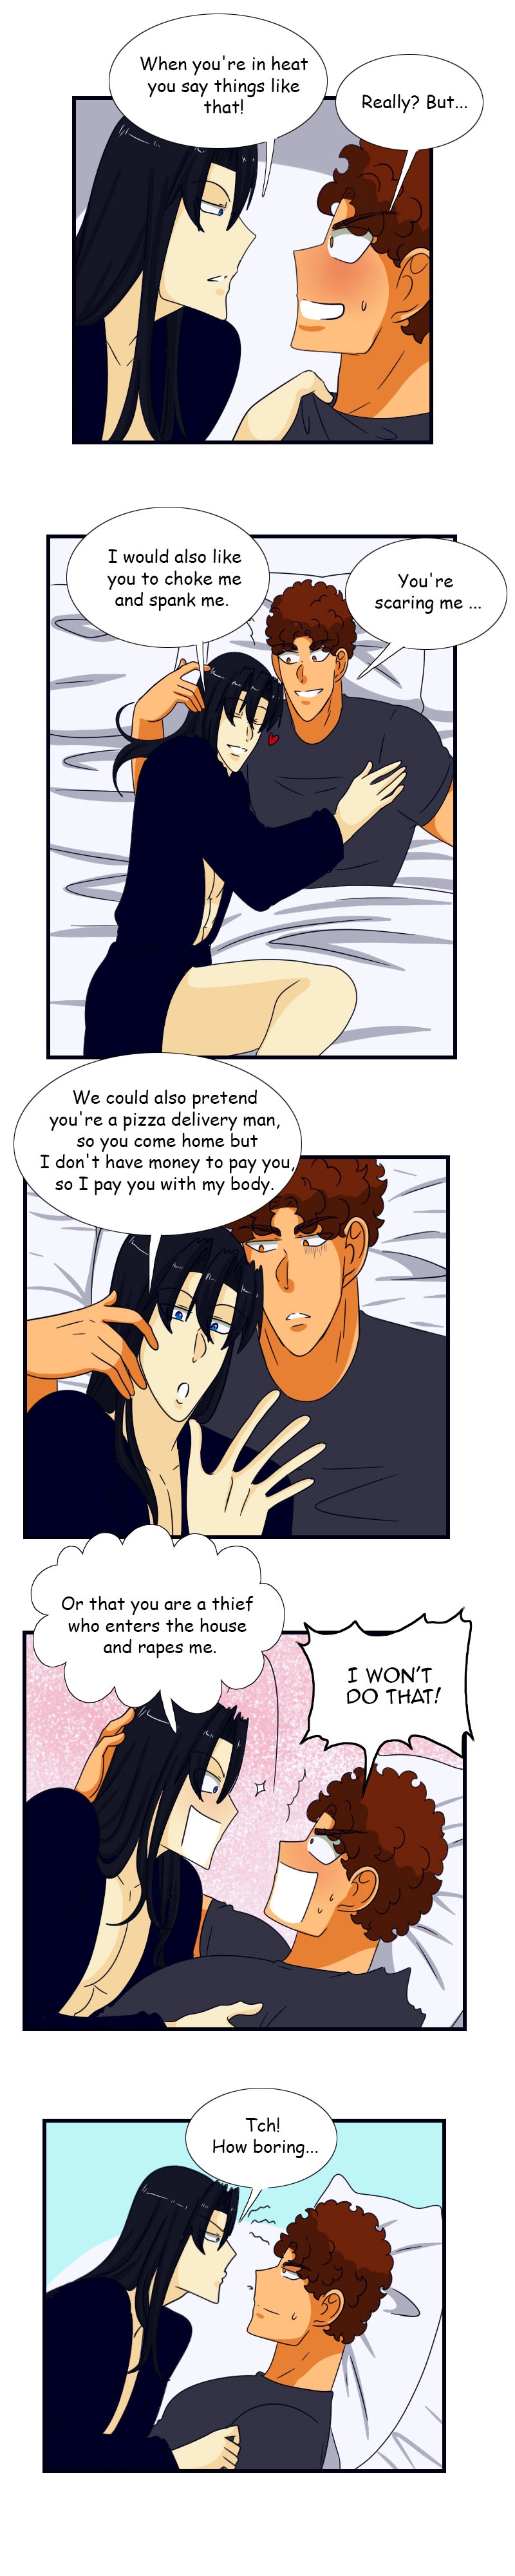 When you're in heat
you say things like
that!
Really? But...
I would also like
you to choke me
and spank me.
You're
scaring me ...
We could also pretend
you're a pizza delivery man,
so you come home but
I don't have money to pay you,
so I pay you with my body.
Or that you are a thief
who enters the house
and rapes me.
I WON'T
DO THAT!
Tch!
How boring...